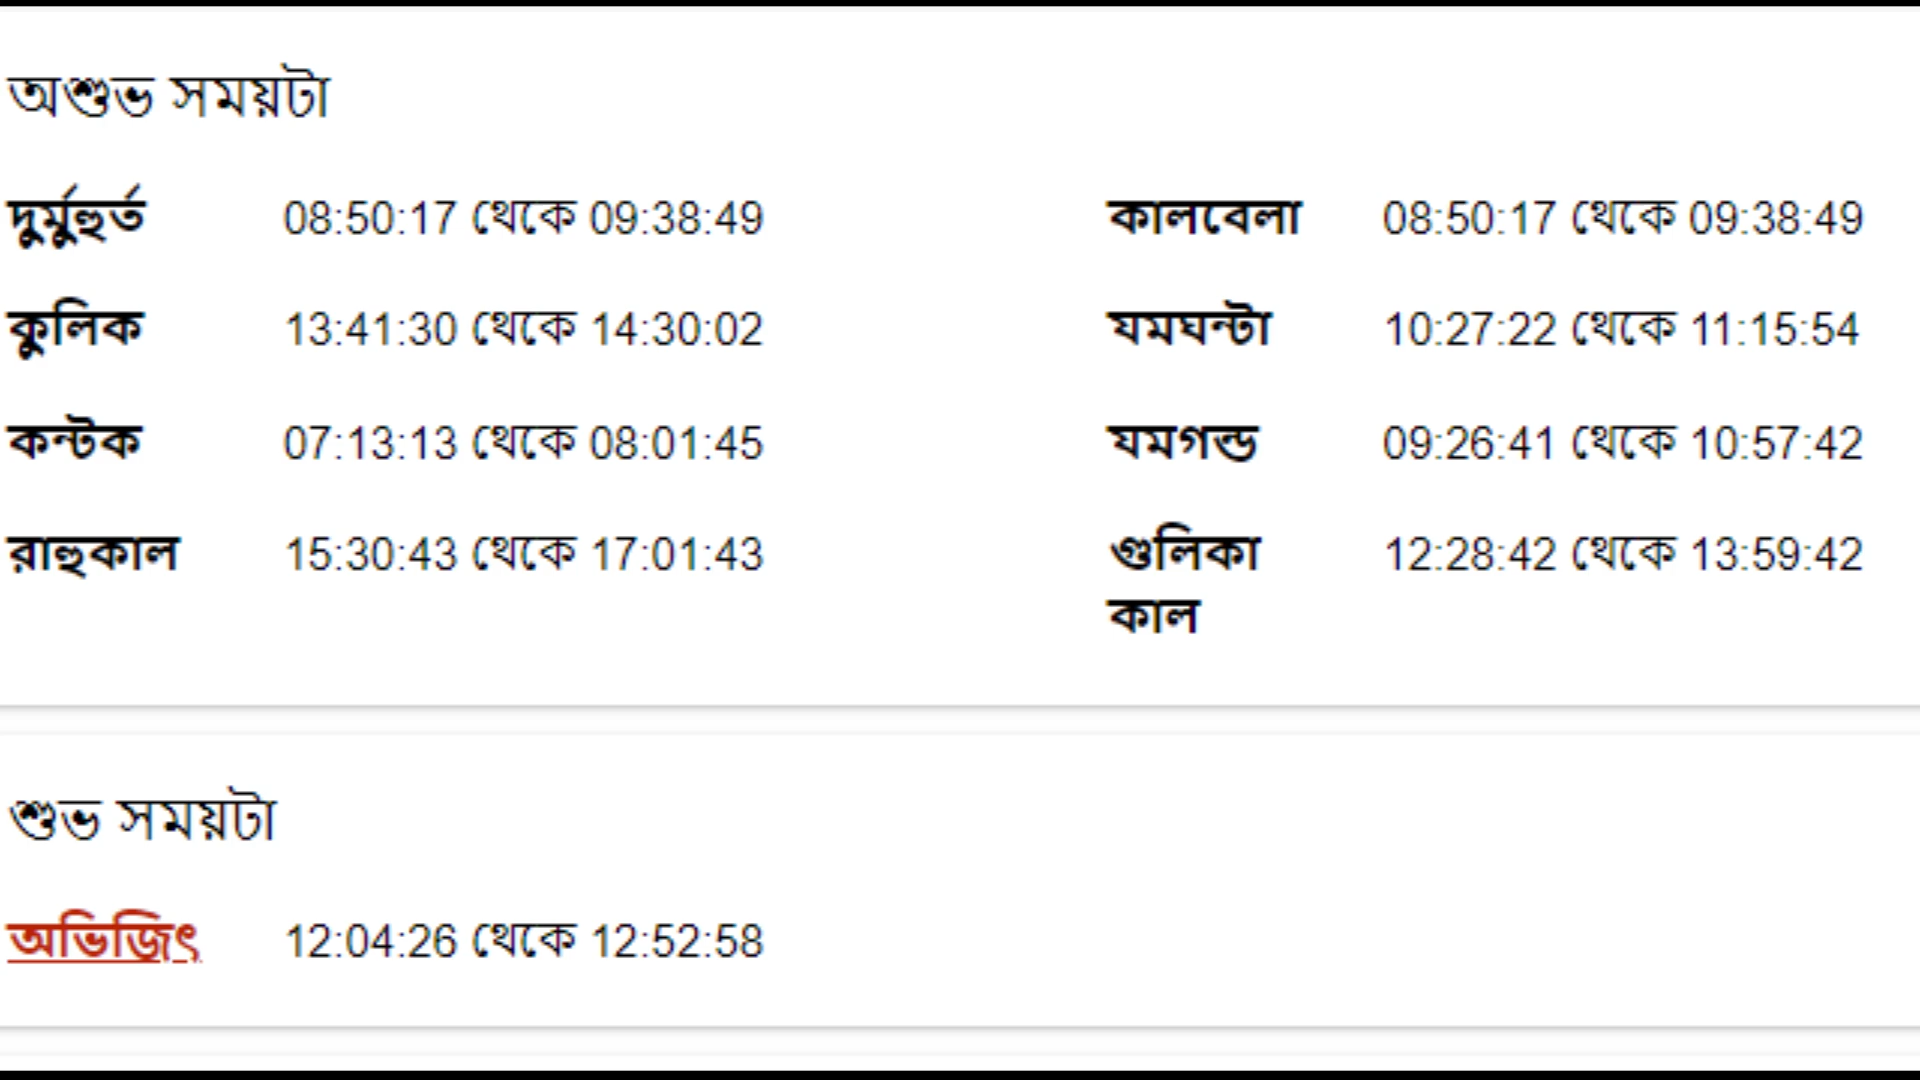 অশুভ সময়টা
দুর্মুহুর্ত 08:50:17 থেকে 09:38:49 কালবেলা 08:50:17 থেকে 09:38:49
কুলিক 13:41:30 থেকে 14:30:02 যমঘন্টা 10:27:22 থেকে 11:15:54
কন্টক 07:13:13 থেকে 08:01:45 যমগন্ড 09:26:41 থেকে 10:57:42
রাহুকাল 15:30:43 থেকে 17:01:43 গুলিকা 12:28:42 থেকে 13:59:42
কাল
শুভ সময়টা
অভিজিৎ 12:04:26 থেকে 12:52:58